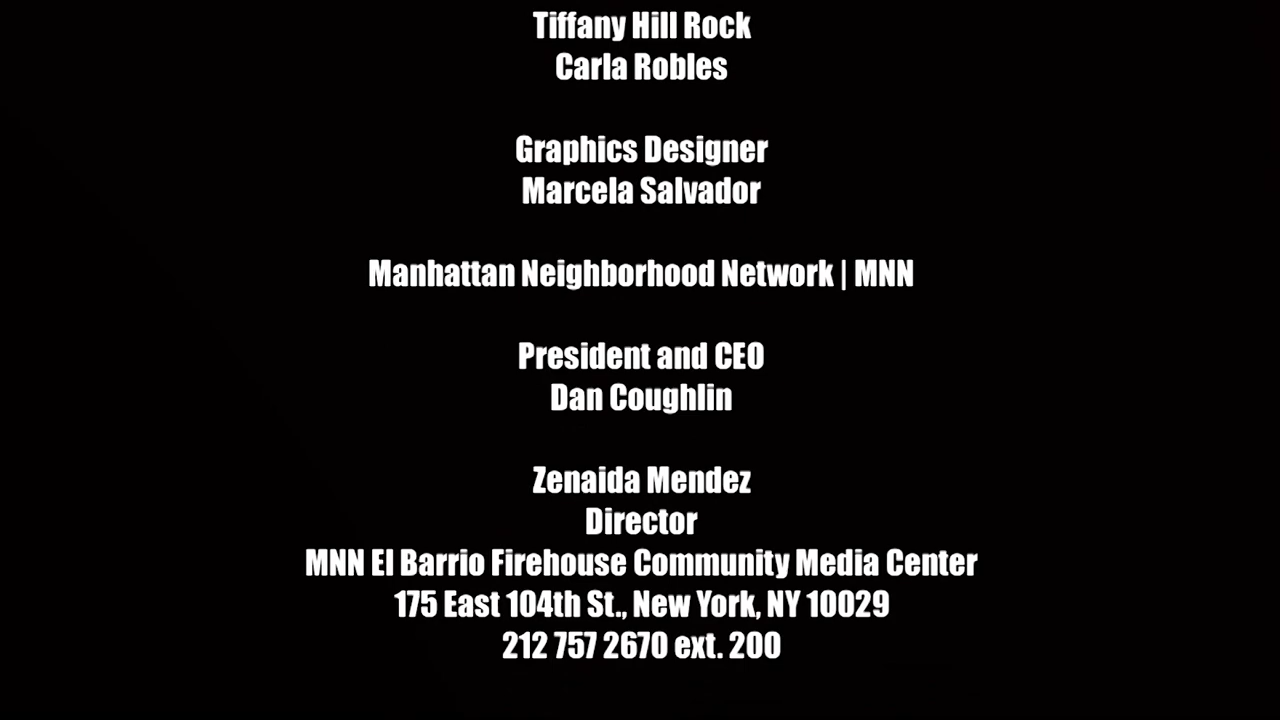 Tiffany Hill Rock
Carla Robles
Graphics Designer
Marcela Salvador
Manhattan Neighborhood Network | MNN
President and CEO
Dan Coughlin
Zenaida Mendez
Director
MNN El Barrio Firehouse Community Media Center
175 East 104th St., New York, NY 10029
212 757 2670 ext. 200